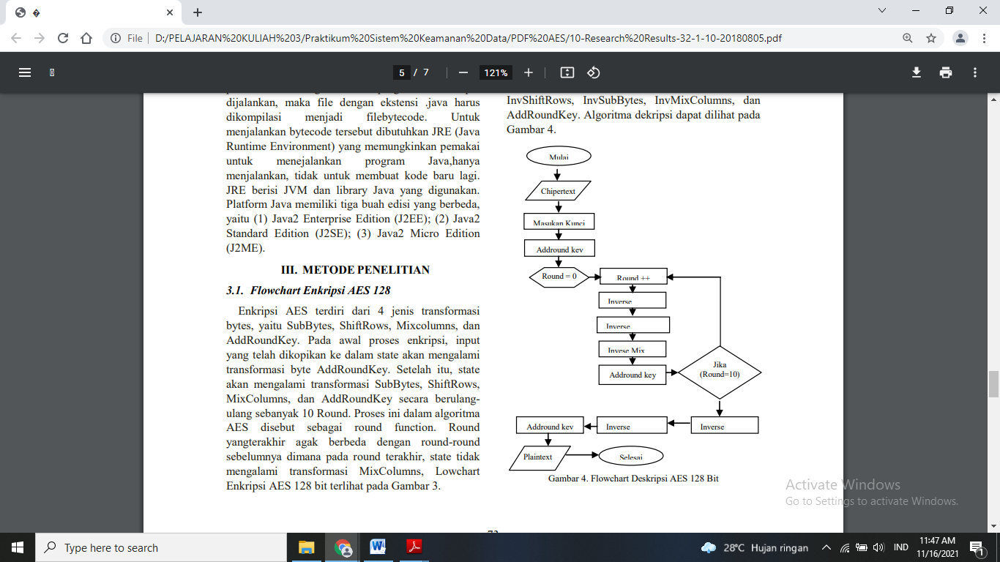 File
D:/PELAJARAN%20KULIAH%203/Praktikum%20Sistem%20Keamanan%20Data/PDF%20AES/10-Research%20Results-32-1-10-20180805.pdf
5 / 7
121%
dijalankan, maka file dengan ekstensi .java harus
dikompilasi menjadi filebytecode. Untuk
menjalankan bytecode tersebut dibutuhkan JRE (Java
Runtime Environment) yang memungkinkan pemakai
untuk menejalankan program Java,hanya
menjalankan, tidak untuk membuat kode baru lagi.
JRE berisi JVM dan library Java yang digunakan.
Platform Java memiliki tiga buah edisi yang berbeda,
yaitu (1) Java2 Enterprise Edition (J2EE); (2) Java2
Standard Edition (J2SE); (3) Java2 Micro Edition
(J2ME).
III. METODE PENELITIAN
3.1. Flowchart Enkripsi AES 128
Enkripsi AES terdiri dari 4 jenis transformasi
bytes, yaitu SubBytes, ShiftRows, Mixcolumns, dan
AddRoundKey. Pada awal proses enkripsi, input
yang telah dikopikan ke dalam state akan mengalami
transformasi byte AddRoundKey. Setelah itu, state
akan mengalami transformasi SubBytes, ShiftRows,
MixColumns, dan AddRoundKey secara berulang-
ulang sebanyak 10 Round. Proses ini dalam algoritma
AES disebut sebagai round function. Round
yangterakhir agak berbeda dengan round-round
sebelumnya dimana pada round terakhir, state tidak
mengalami transformasi MixColumns, Lowchart
Enkripsi AES 128 bit terlihat pada Gambar 3.
InvShiftRows, InvSubBytes, InvMixColumns, dan
AddRoundKey. Algoritma dekripsi dapat dilihat pada
Gambar 4.
Mulai
Chipertext
Masukan Kunci
Addround key
Round = 0
Round ++
Inverse
Inverse
Invese Mix
Addround key
Jika
(Round=10)
Inverse
Inverse
Addround key
Plaintext
Selesai
Gambar 4. Flowchart Deskripsi AES 128 Bit
Activate Windows
Go to Settings to activate Windows.
Type here to search
28°C Hujan ringan
IND
11:47 AM
11/16/2021
1